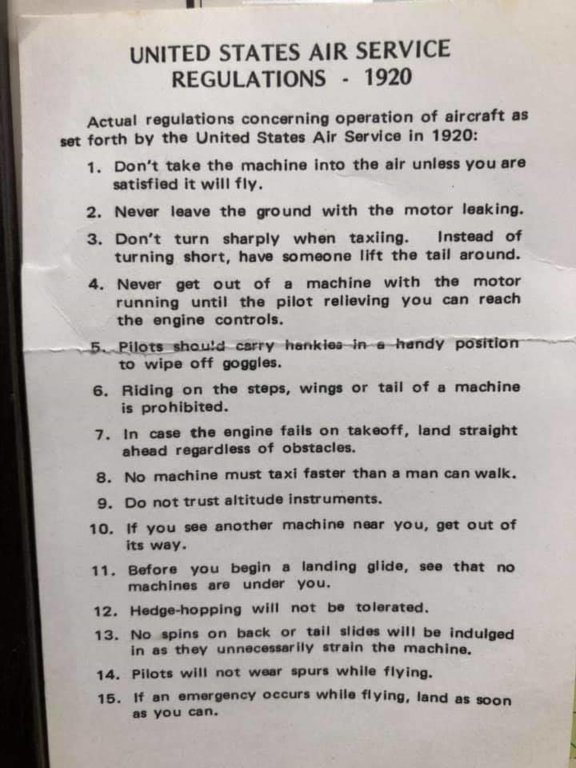 UNITED STATES AIR SERVICE
REGULATIONS - 1920
Actual regulations concerning operation of aircraft as
set forth by the United States Air Service in 1920:
1. Don't take the machine into the air unless you are
satisfied it will fly.
2. Never leave the ground with the motor leaking.
3. Don't turn sharply when taxiing. Instead of
turning short, have someone lift the tail around.
4. Never get out of a machine with the motor
running until the pilot relieving you can reach
the engine controls.
5. Pilots should carry hankies in a handy position
to wipe off goggles.
6. Riding on the steps, wings or tail of a machine
is prohibited.
7. In case the engine fails on takeoff, land straight
ahead regardless of obstacles.
8. No machine must taxi faster than a man can walk.
9. Do not trust altitude instruments.
10. If you see another machine near you, get out of
its way.
11. Before you begin a landing glide, see that no
machines are under you.
12. Hedge-hopping will not be tolerated.
13. No spins on back or tail slides will be indulged
in as they unnecessarily strain the machine.
14. Pilots will not wear spurs while flying.
15. If an emergency occurs while flying, land as soon
as you can.